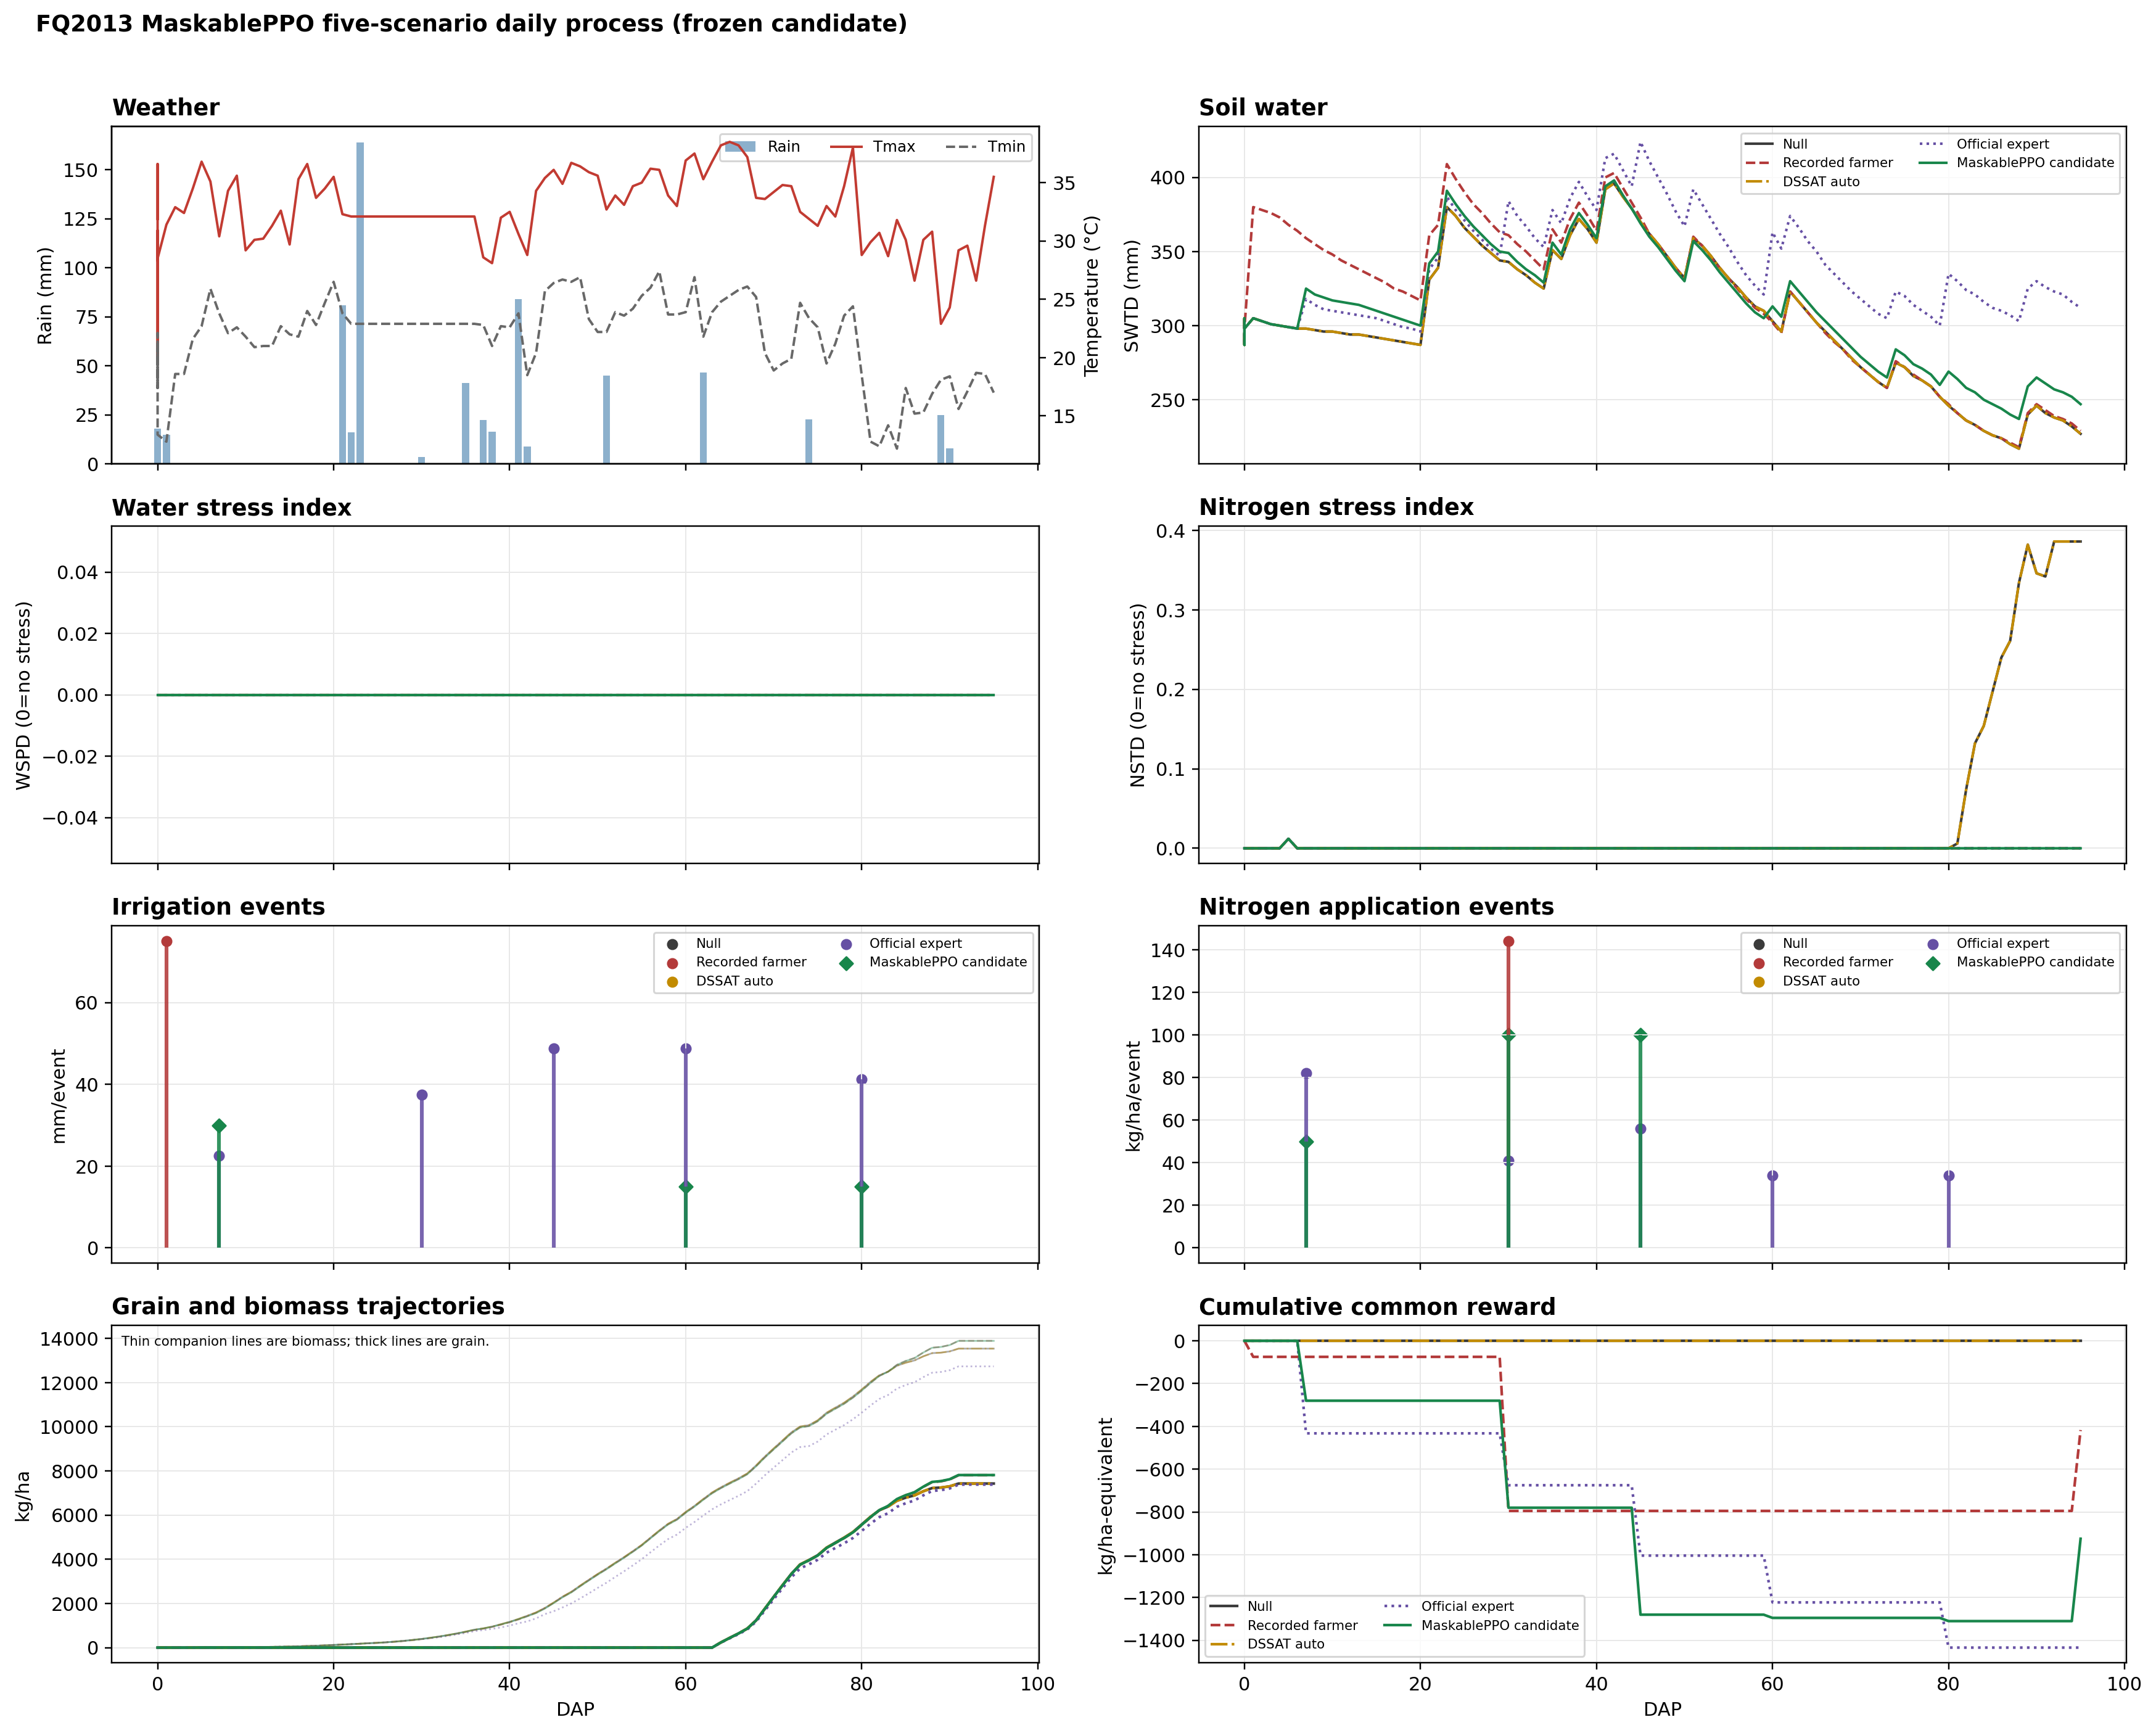 FQ2013 MaskablePPO five-scenario daily process (frozen candidate)
Weather
Rain Tmax Tmin
150
125
100
75
50
25
0
Rain (mm)
35
30
25
20
15
Temperature (°C)
Soil water
Null
Recorded farmer
DSSAT auto
Official expert
MaskablePPO candidate
400
350
300
250
SWTD (mm)
Water stress index
0.04
0.02
0.00
−0.02
−0.04
WSPD (0=no stress)
Nitrogen stress index
0.4
0.3
0.2
0.1
0.0
NSTD (0=no stress)
Irrigation events
Null
Recorded farmer
DSSAT auto
Official expert
MaskablePPO candidate
60
40
20
0
mm/event
Nitrogen application events
Null
Recorded farmer
DSSAT auto
Official expert
MaskablePPO candidate
140
120
100
80
60
40
20
0
kg/ha/event
Grain and biomass trajectories
Thin companion lines are biomass; thick lines are grain.
14000
12000
10000
8000
6000
4000
2000
0
kg/ha
0 20 40 60 80 100
DAP
Cumulative common reward
0
−200
−400
−600
−800
−1000
−1200
−1400
kg/ha-equivalent
Null
Recorded farmer
DSSAT auto
Official expert
MaskablePPO candidate
0 20 40 60 80 100
DAP